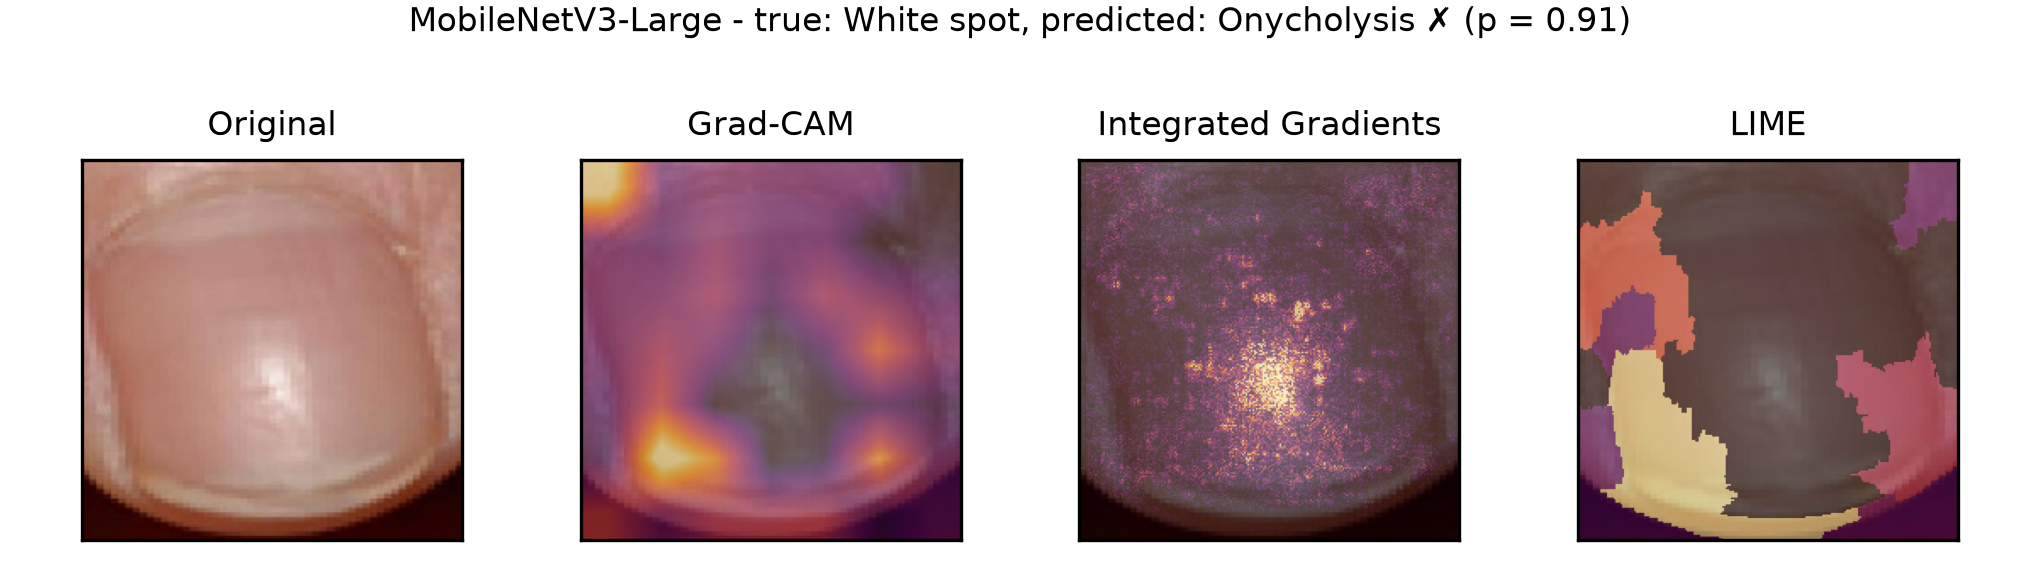 MobileNetV3-Large - true: White spot, predicted: Onycholysis ✗ (p = 0.91)
Original
Grad-CAM
Integrated Gradients
LIME